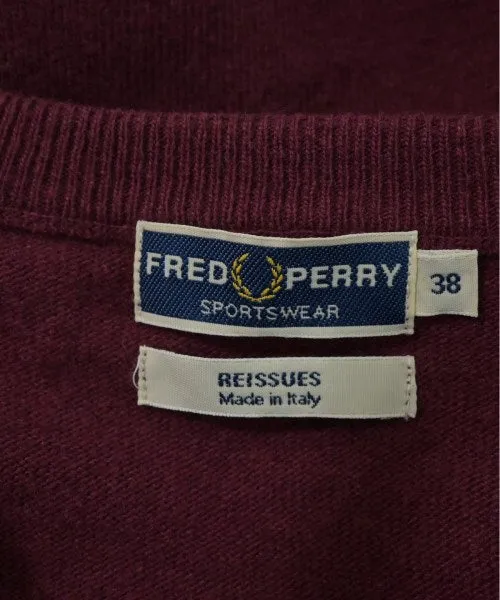 FRED PERRY 38
SPORTSWEAR
REISSUES
Made in Italy